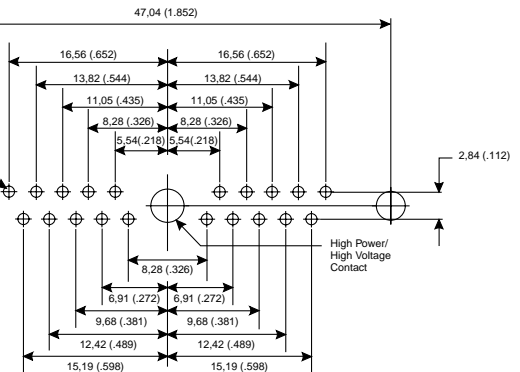 47,04 (1.852)
16,56 (.652) 16,56 (.652)
13,82 (.544) 13,82 (.544)
11,05 (.435) 11,05 (.435)
8,28 (.326) 8,28 (.326)
5,54(.218) 5,54(.218)
2,84 (.112)
High Power/
High Voltage
Contact
8,28 (.326)
6,91 (.272) 6,91 (.272)
9,68 (.381) 9,68 (.381)
12,42 (.489) 12,42 (.489)
15,19 (.598) 15,19 (.598)